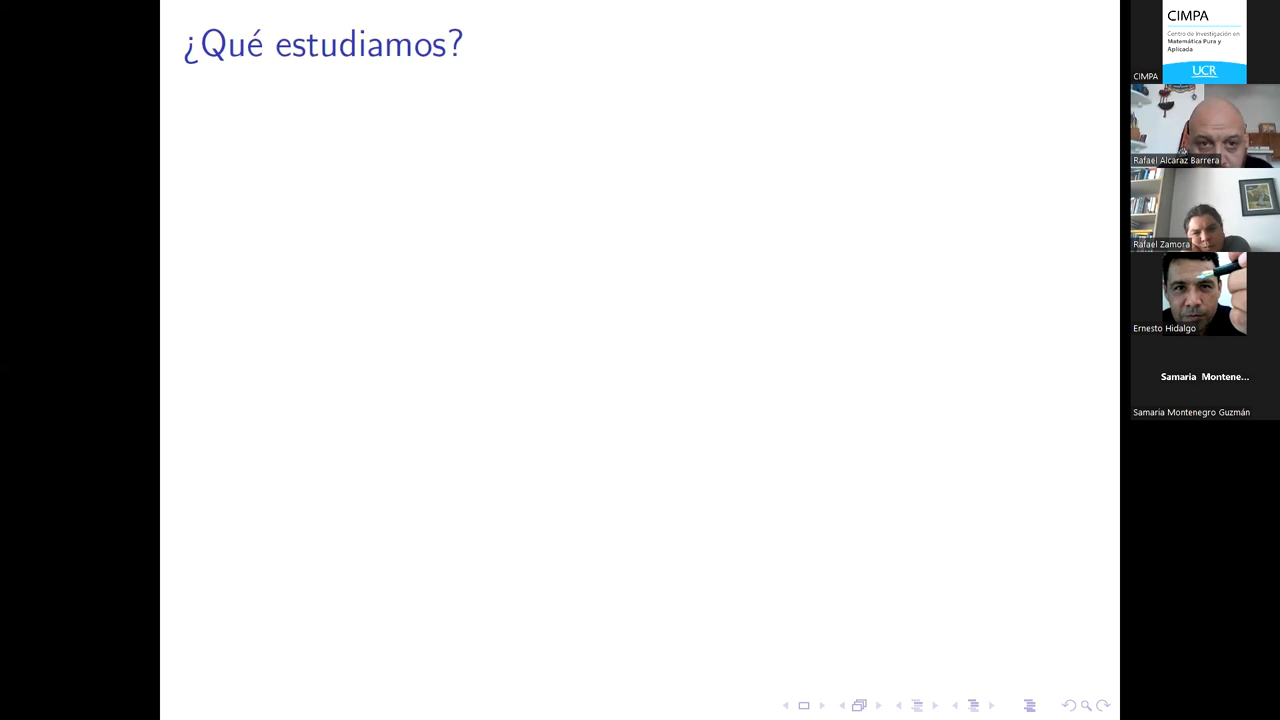 ¿Qué estudiamos?
CIMPA
Centro de Investigación en
Matemática Pura y
Aplicada
UCR
CIMPA
Rafael Alcaraz Barrera
Rafael Zamora
Ernesto Hidalgo
Samaria Montene...
Samaria Montenegro Guzmán